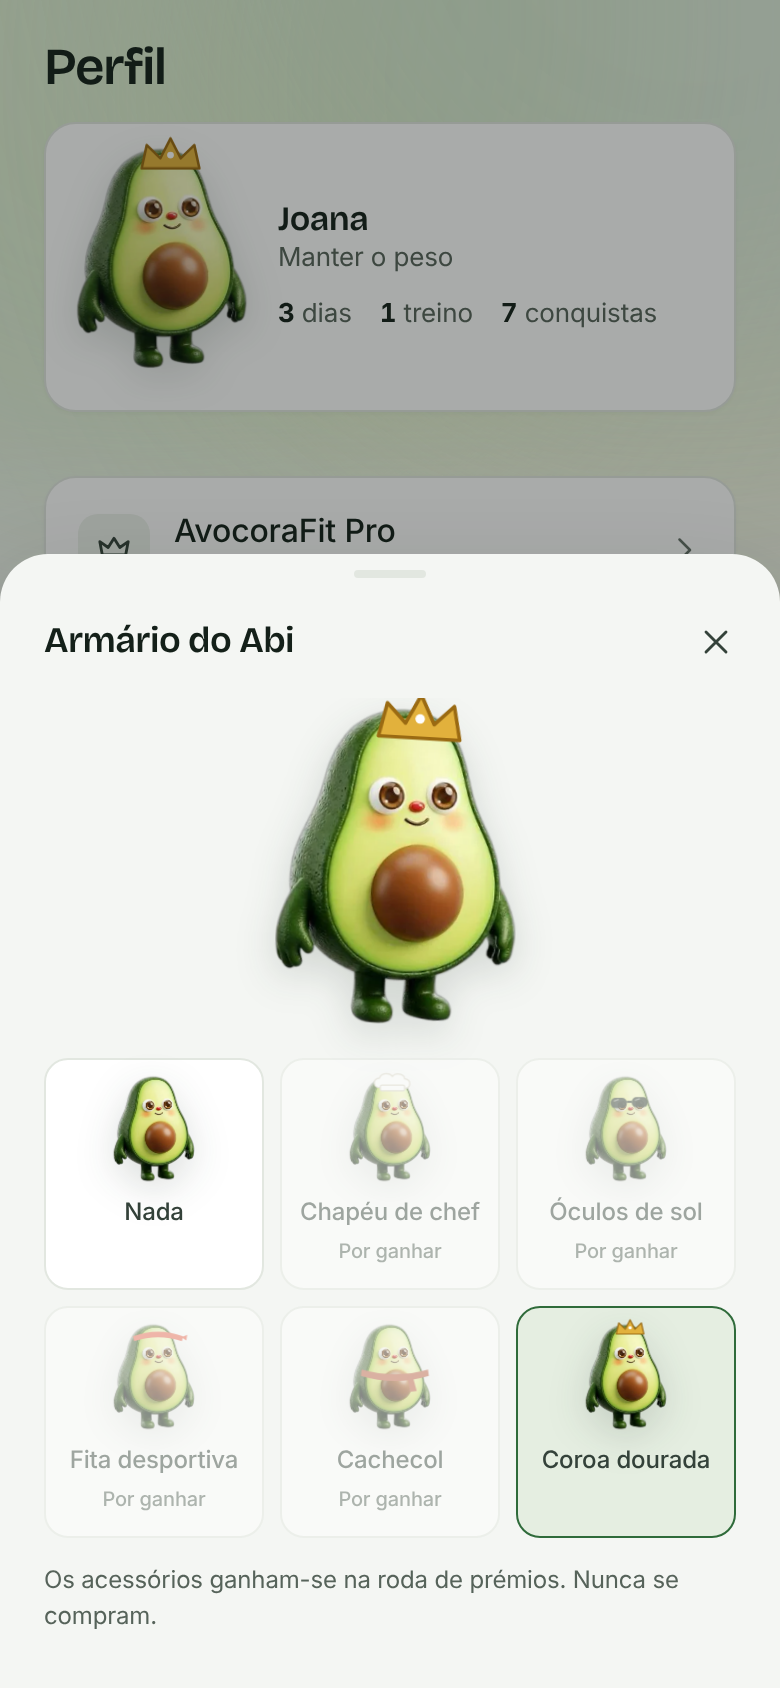 Perfil
Joana
Manter o peso
3 dias 1 treino 7 conquistas
AvocoraFit Pro
Armário do Abi
Nada
Chapéu de chef
Por ganhar
Óculos de sol
Por ganhar
Fita desportiva
Por ganhar
Cachecol
Por ganhar
Coroa dourada
Os acessórios ganham-se na roda de prémios. Nunca se
compram.